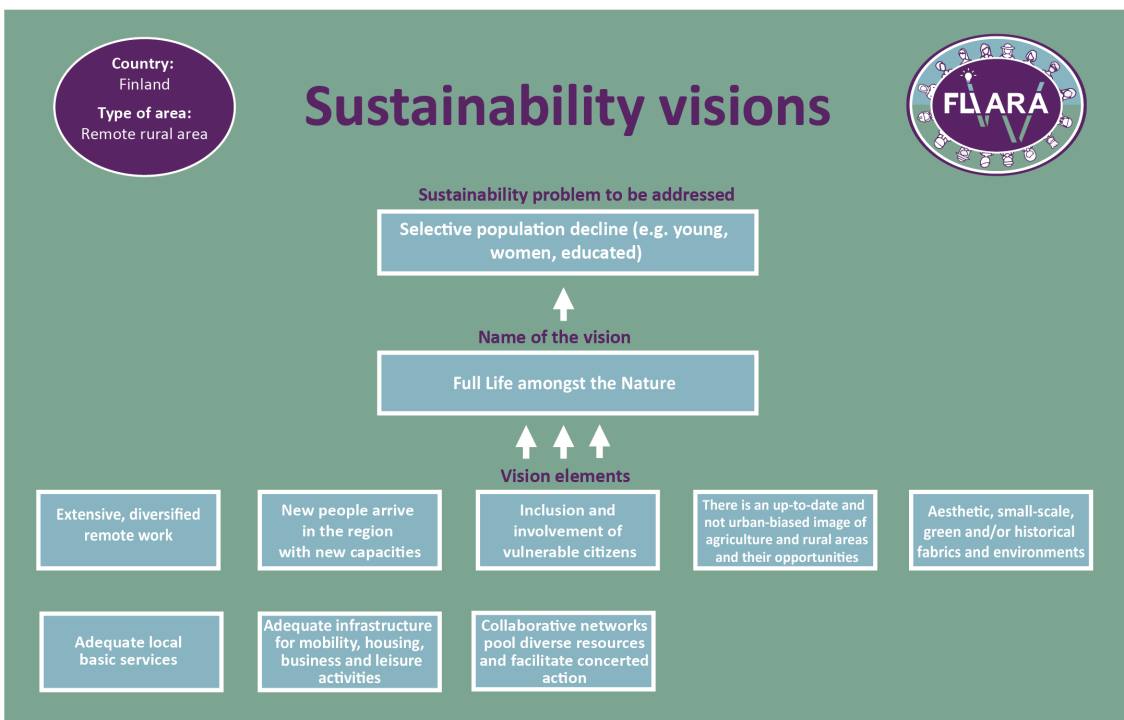 Country:
Finland
Type of area:
Remote rural area
Sustainability visions
FLIARA
Sustainability problem to be addressed
Selective population decline (e.g. young,
women, educated)
Name of the vision
Full Life amongst the Nature
Vision elements
Extensive, diversified
remote work
New people arrive
in the region
with new capacities
Inclusion and
involvement of
vulnerable citizens
There is an up-to-date and
not urban-biased image of
agriculture and rural areas
and their opportunities
Aesthetic, small-scale,
green and/or historical
fabrics and environments
Adequate local
basic services
Adequate infrastructure
for mobility, housing,
business and leisure
activities
Collaborative networks
pool diverse resources
and facilitate concerted
action